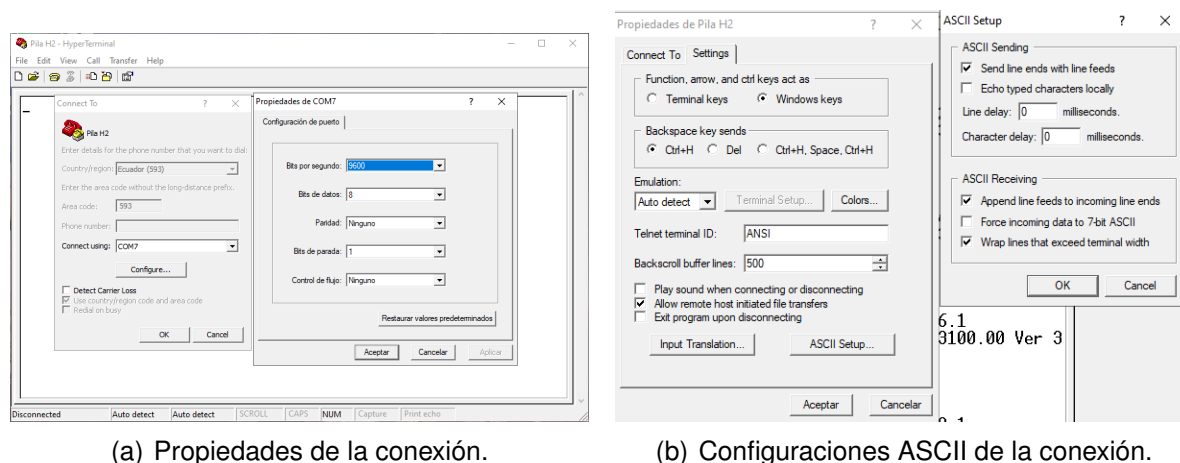 Pila H2 - HyperTerminal
File Edit View Call Transfer Help
Connect To ? ×
Pila H2
Enter details for the phone number that you want to dial:
Country/region: Ecuador (593)
Enter the area code without the long-distance prefix.
Area code: 593
Phone number:
Connect using: COM7
Configure...
Detect Carrier Loss
Use country/region code and area code
Redial on busy
OK Cancel
Propiedades de COM7 ? ×
Configuración de puerto
Bits por segundo: 9600
Bits de datos: 8
Paridad: Ninguno
Bits de parada: 1
Control de flujo: Ninguno
Restaurar valores predeterminados
Aceptar Cancelar Aplicar
Disconnected Auto detect Auto detect SCROLL CAPS NUM Capture Print echo
(a) Propiedades de la conexión.
Propiedades de Pila H2 ? ×
Connect To Settings
Function, arrow, and ctrl keys act as
Terminal keys Windows keys
Backspace key sends
Ctrl+H Del Ctrl+H, Space, Ctrl+H
Emulation:
Auto detect Terminal Setup... Colors...
Telnet terminal ID: ANSI
Backscroll buffer lines: 500
Play sound when connecting or disconnecting
Allow remote host initiated file transfers
Exit program upon disconnecting
Input Translation... ASCII Setup...
Aceptar Cancelar
ASCII Setup ? ×
ASCII Sending
Send line ends with line feeds
Echo typed characters locally
Line delay: 0 milliseconds.
Character delay: 0 milliseconds.
ASCII Receiving
Append line feeds to incoming line ends
Force incoming data to 7-bit ASCII
Wrap lines that exceed terminal width
OK Cancel
6.1
3100.00 Ver 3
(b) Configuraciones ASCII de la conexión.